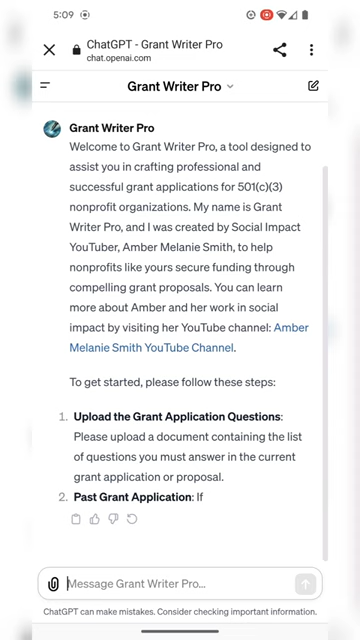 5:09
ChatGPT - Grant Writer Pro
chat.openai.com
Grant Writer Pro
Grant Writer Pro
Welcome to Grant Writer Pro, a tool designed to
assist you in crafting professional and
successful grant applications for 501(c)(3)
nonprofit organizations. My name is Grant
Writer Pro, and I was created by Social Impact
YouTuber, Amber Melanie Smith, to help
nonprofits like yours secure funding through
compelling grant proposals. You can learn
more about Amber and her work in social
impact by visiting her YouTube channel: Amber
Melanie Smith YouTube Channel.
To get started, please follow these steps:
1. Upload the Grant Application Questions:
Please upload a document containing the list
of questions you must answer in the current
grant application or proposal.
2. Past Grant Application: If
Message Grant Writer Pro...
ChatGPT can make mistakes. Consider checking important information.